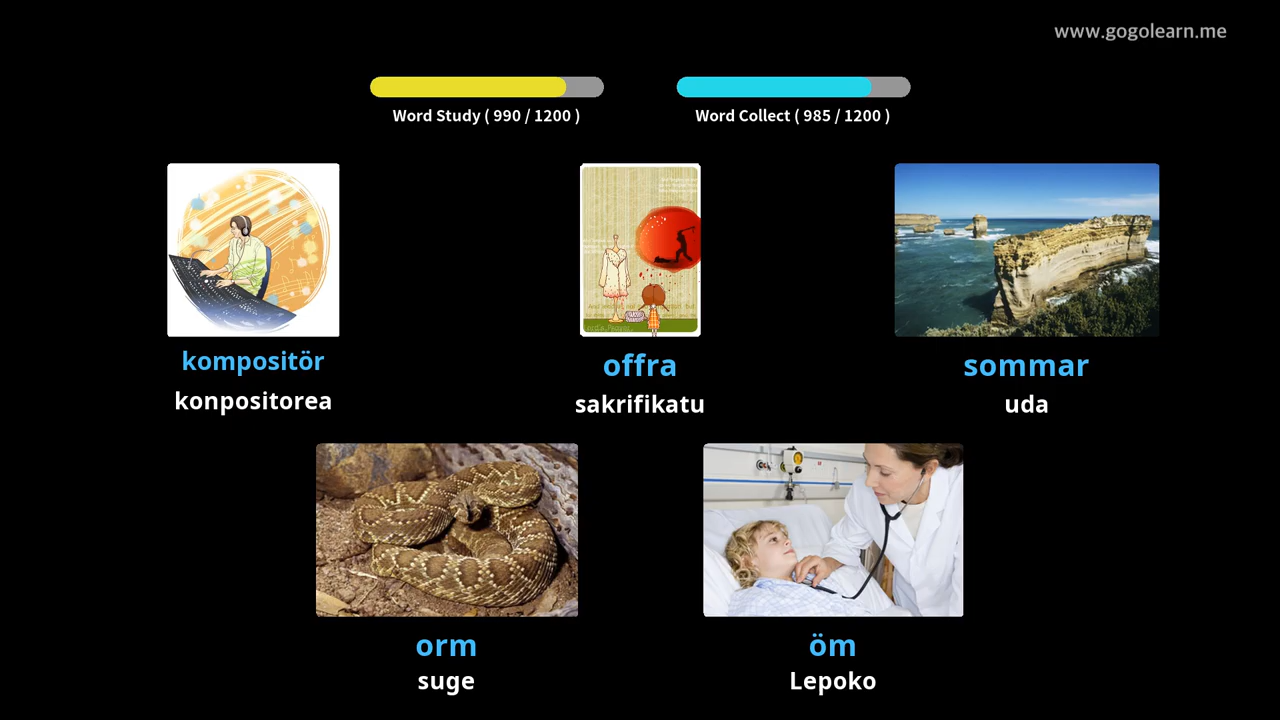 www.gogolearn.me
Word Study ( 990 / 1200 )
Word Collect ( 985 / 1200 )
kompositör
offra
sommar
konpositorea
sakrifikatu
uda
orm
öm
suge
Lepoko